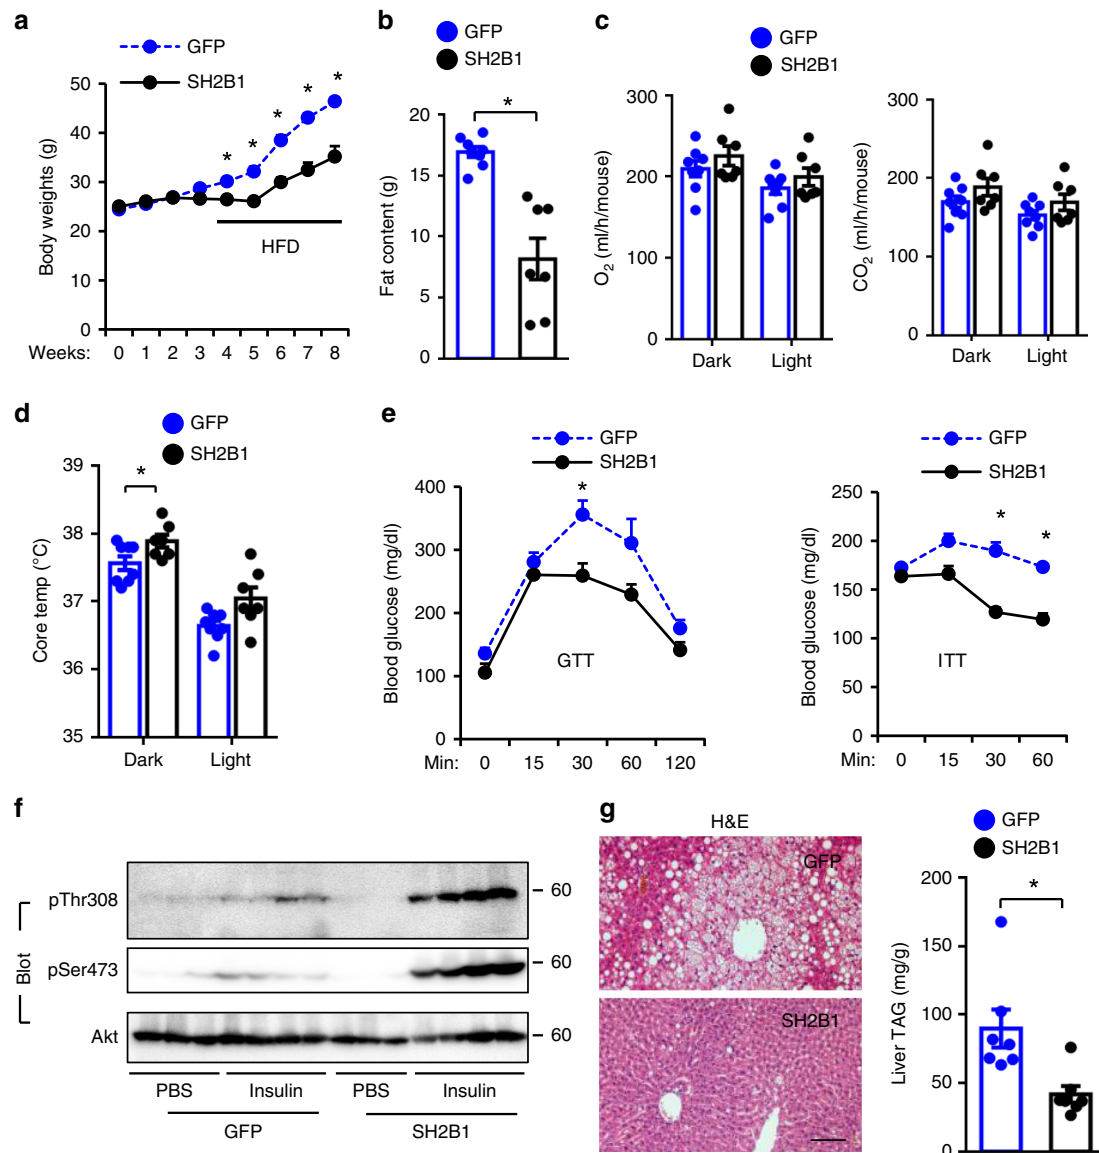 a
GFP
SH2B1
Body weights (g)
50
40
30
20
10
0
* * * * *
HFD
Weeks: 0 1 2 3 4 5 6 7 8
b
GFP
SH2B1
Fat content (g)
20
15
10
5
0
*
c
GFP
SH2B1
O2 (ml/h/mouse)
300
200
100
0
Dark Light
CO2 (ml/h/mouse)
300
200
100
0
Dark Light
d
GFP
SH2B1
Core temp (°C)
39
38
37
36
35
*
Dark Light
e
GFP
SH2B1
Blood glucose (mg/dl)
400
300
200
100
0
*
GTT
Min: 0 15 30 60 120
GFP
SH2B1
Blood glucose (mg/dl)
250
200
150
100
50
0
* *
ITT
Min: 0 15 30 60
f
Blot
pThr308 60
pSer473 60
Akt 60
PBS Insulin PBS Insulin
GFP SH2B1
g
H&E
GFP
SH2B1
GFP
SH2B1
Liver TAG (mg/g)
200
150
100
50
0
*